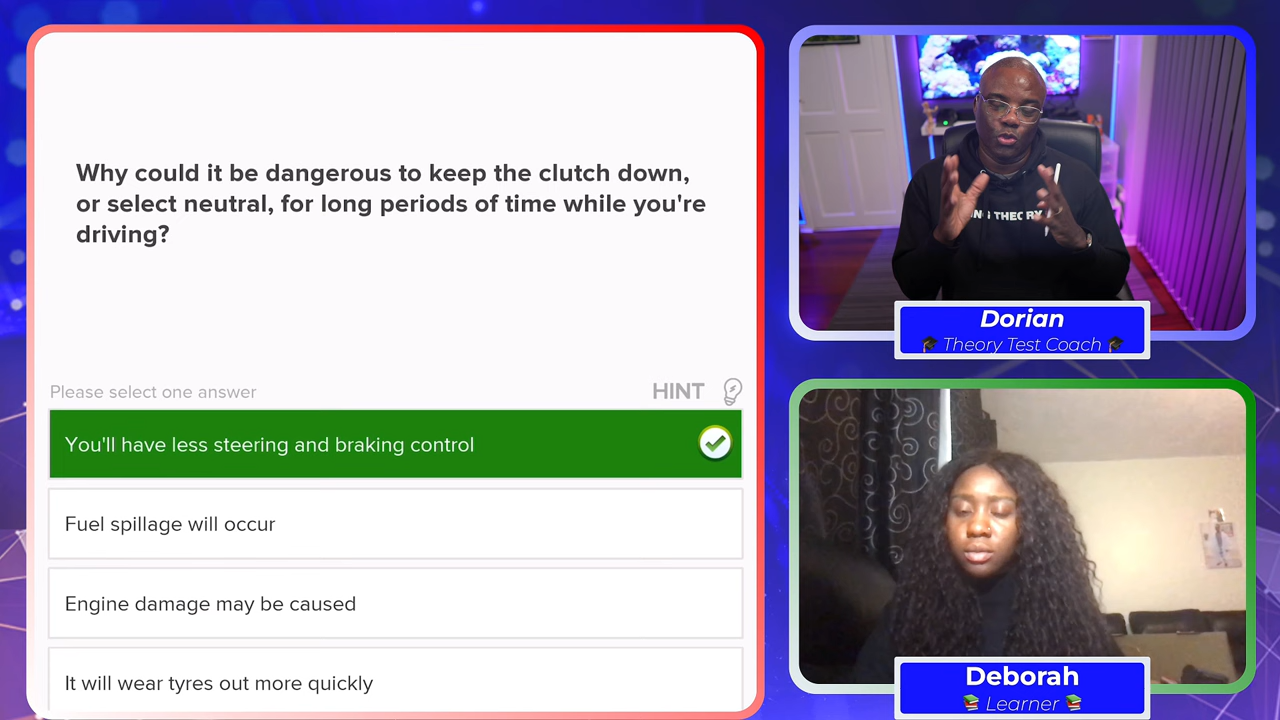 Why could it be dangerous to keep the clutch down,
or select neutral, for long periods of time while you're
driving?
Please select one answer
HINT
You'll have less steering and braking control
Fuel spillage will occur
Engine damage may be caused
It will wear tyres out more quickly
THEORY
Dorian
🎓 Theory Test Coach 🎓
Deborah
📚 Learner 📚